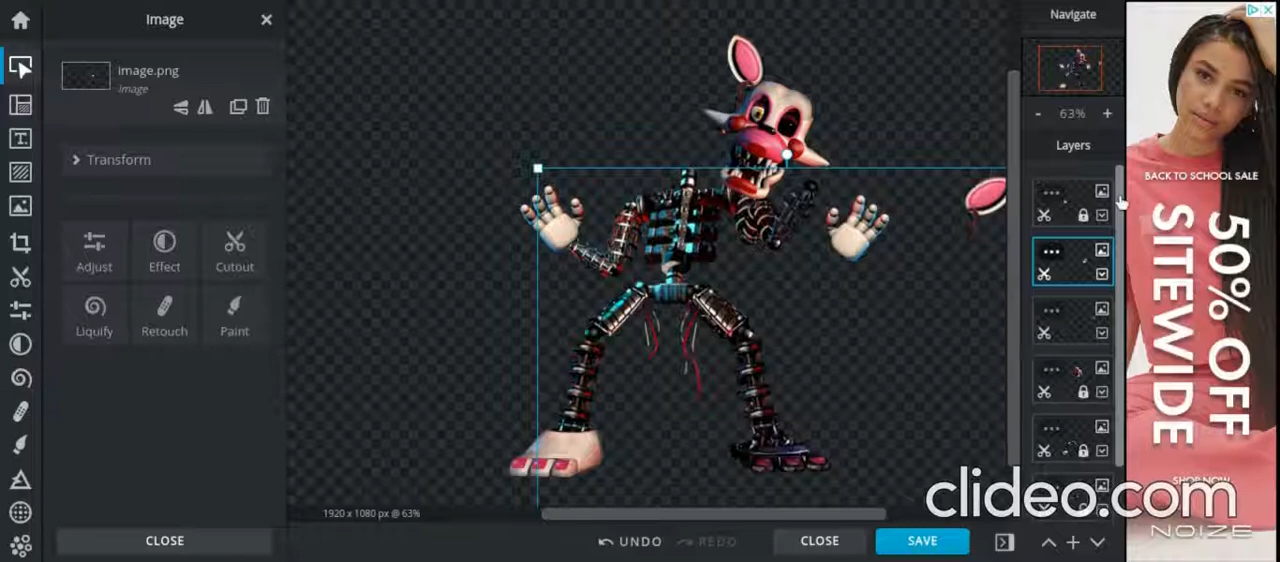 Image
image.png
Image
Transform
Adjust
Effect
Cutout
Liquify
Retouch
Paint
CLOSE
1920 x 1080 px @ 63%
UNDO
REDO
CLOSE
SAVE
Navigate
- 63% +
Layers
BACK TO SCHOOL SALE
50% OFF
SITEWIDE
SHOP NOW
NOIZE
clideo.com